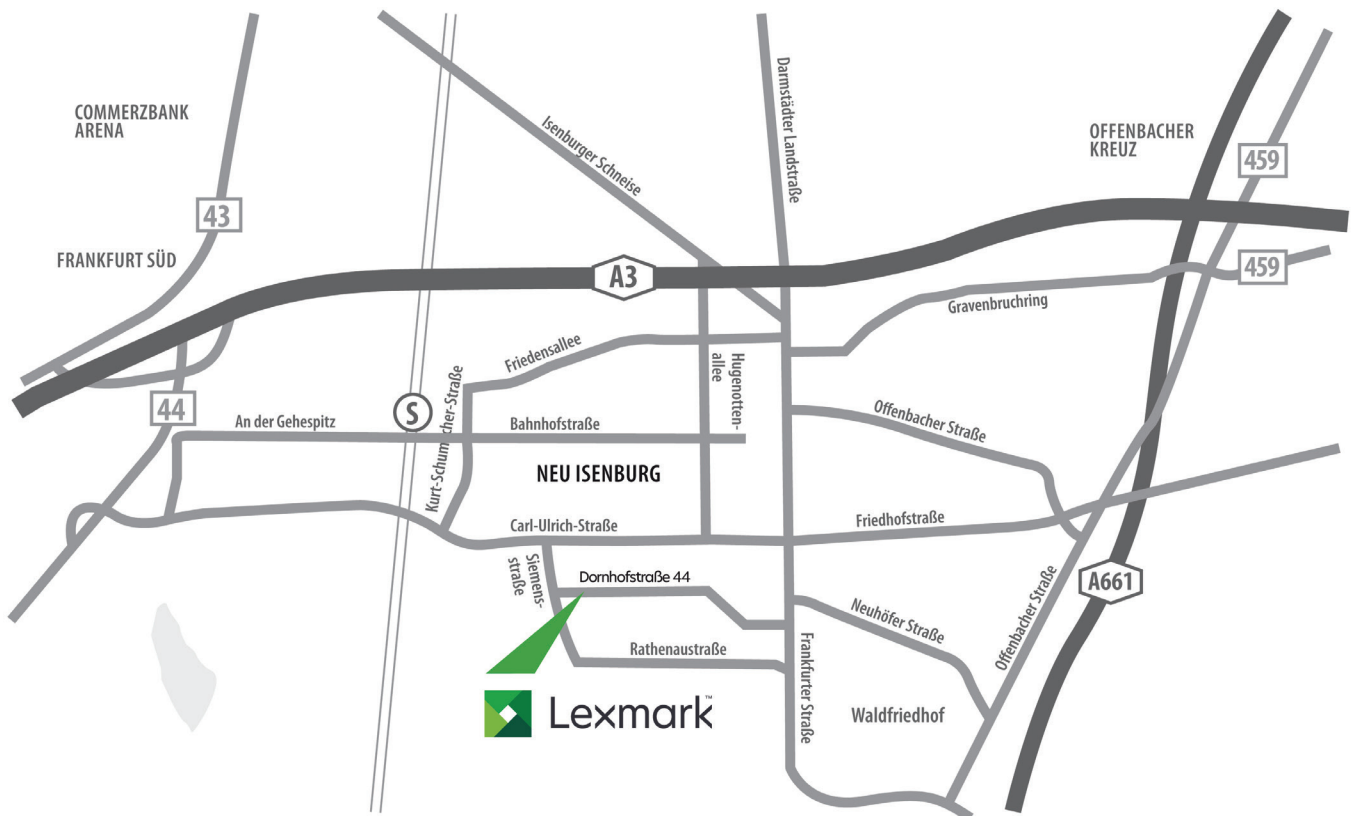 COMMERZBANK
ARENA
Isenburger Schneise
Darmstädter Landstraße
OFFENBACHER
KREUZ
459
43
FRANKFURT SÜD
A3
459
Gravenbruchring
Friedensallee
Hugenotten-
allee
44
S
Kurt-Schumacher-Straße
An der Gehespitz
Bahnhofstraße
Offenbacher Straße
NEU ISENBURG
Carl-Ulrich-Straße
Friedhofstraße
Siemens-
straße
Dornhofstraße 44
A661
Neuhöfer Straße
Offenbacher Straße
Rathenaustraße
Frankfurter Straße
Lexmark™
Waldfriedhof